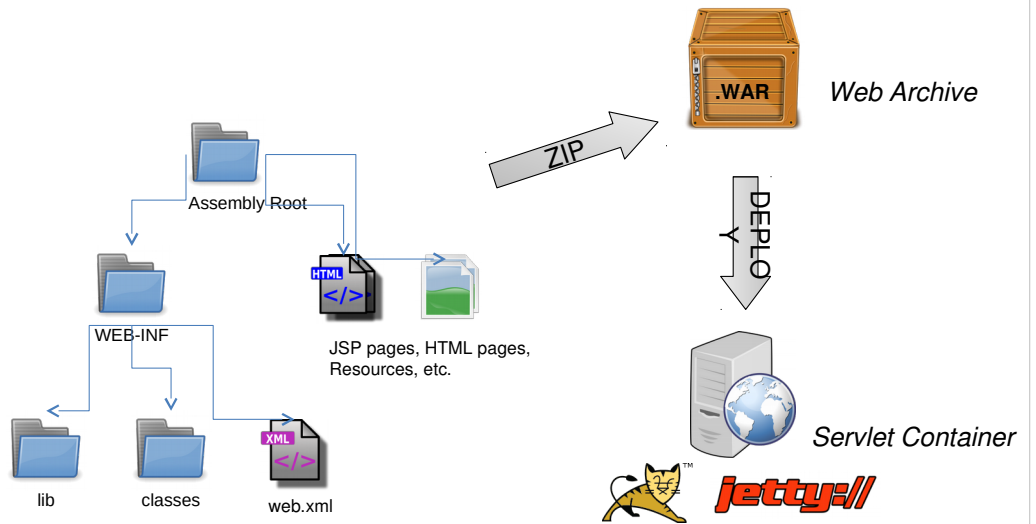 .WAR
Web Archive
ZIP
Assembly Root
DEPLO
Y
HTML
</>
WEB-INF
JSP pages, HTML pages,
Resources, etc.
Servlet Container
XML
</>
lib
classes
web.xml
TM
jetty://